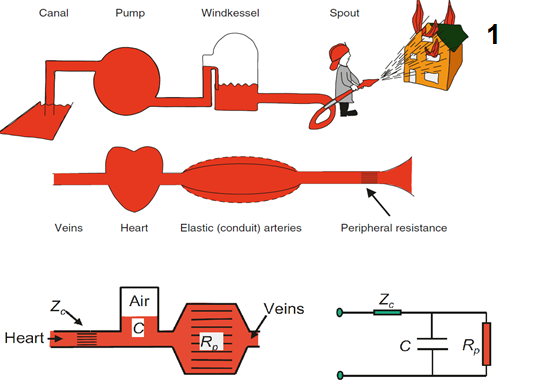 Canal Pump Windkessel Spout
1
Veins Heart Elastic (conduit) arteries Peripheral resistance
Air
Zc
C
Veins
Heart
Rp
Zc
C
Rp